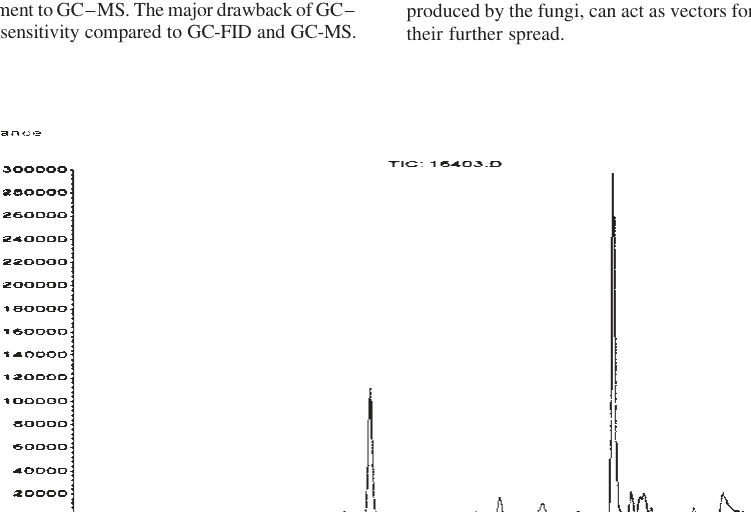 ment to GC–MS. The major drawback of GC–
sensitivity compared to GC-FID and GC-MS.
produced by the fungi, can act as vectors for
their further spread.
ance
TIC: 15403.D
300000
280000
260000
240000
220000
200000
180000
160000
140000
120000
100000
80000
60000
40000
20000